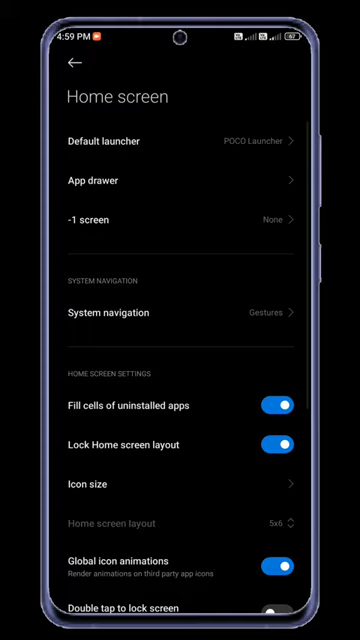 4:59 PM
67
Home screen
Default launcher
POCO Launcher
App drawer
-1 screen
None
SYSTEM NAVIGATION
System navigation
Gestures
HOME SCREEN SETTINGS
Fill cells of uninstalled apps
Lock Home screen layout
Icon size
Home screen layout
5x6
Global icon animations
Render animations on third party app icons
Double tap to lock screen